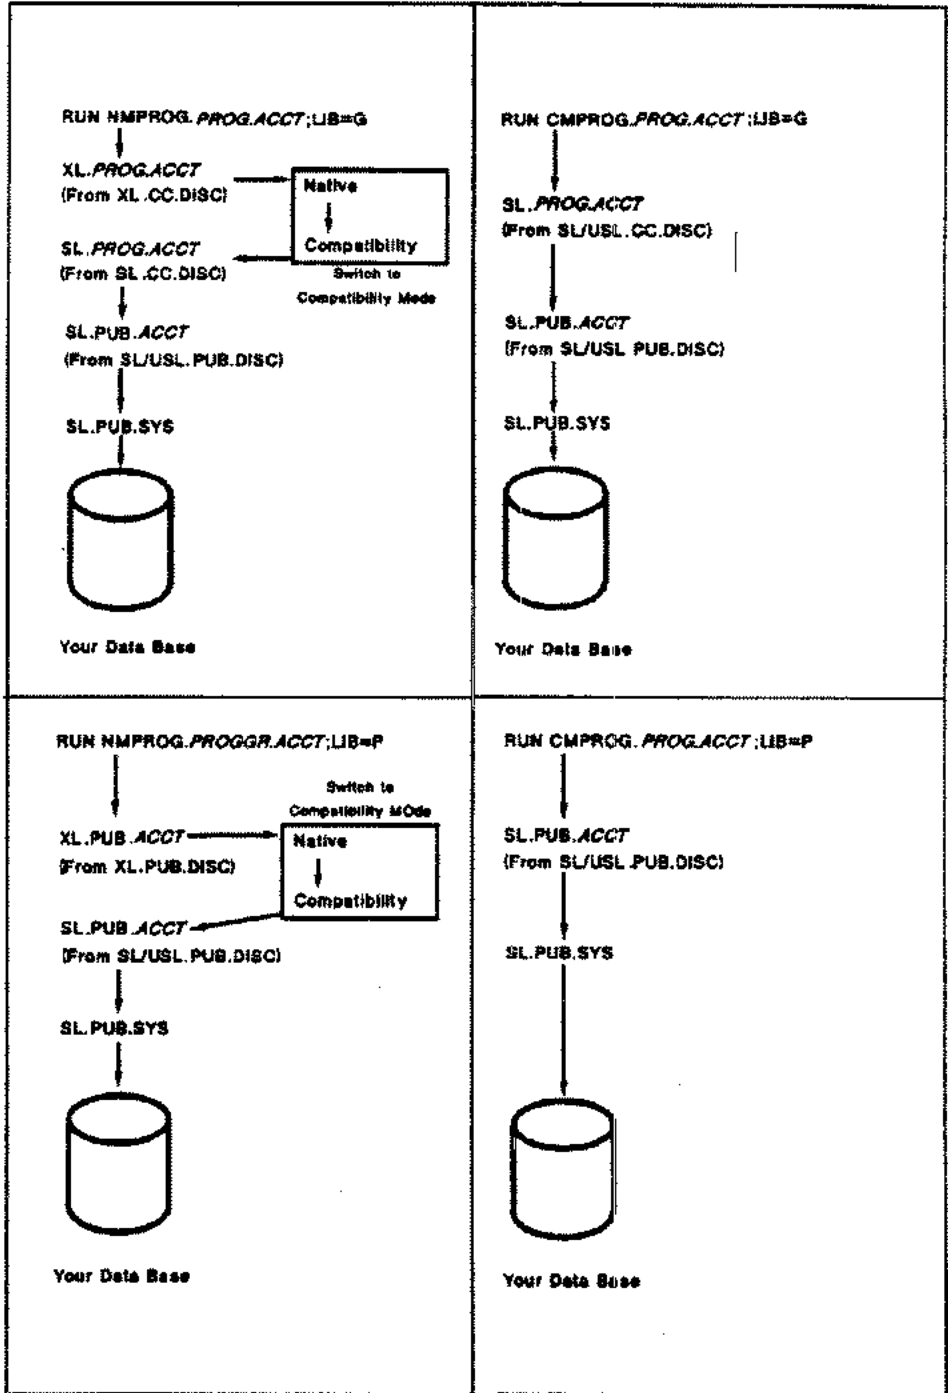 RUN NMPROG.PROG.ACCT;LIB=G
XL.PROG.ACCT
(From XL.CC.DISC)
Native
Compatibility
Switch to
Compatibility Mode
SL.PROG.ACCT
(From SL.CC.DISC)
SL.PUB.ACCT
(From SL/USL.PUB.DISC)
SL.PUB.SYS
Your Data Base
RUN CMPROG.PROG.ACCT;LIB=G
SL.PROG.ACCT
(From SL/USL.CC.DISC)
SL.PUB.ACCT
(From SL/USL PUB.DISC)
SL.PUB.SYS
Your Data Base
RUN NMPROG.PROGGR.ACCT;LIB=P
Switch to
Compatibility MOde
XL.PUB.ACCT
(From XL.PUB.DISC)
Native
Compatibility
SL.PUB.ACCT
(From SL/USL.PUB.DISC)
SL.PUB.SYS
Your Data Base
RUN CMPROG.PROG.ACCT;LIB=P
SL.PUB.ACCT
(From SL/USL.PUB.DISC)
SL.PUB.SYS
Your Data Base